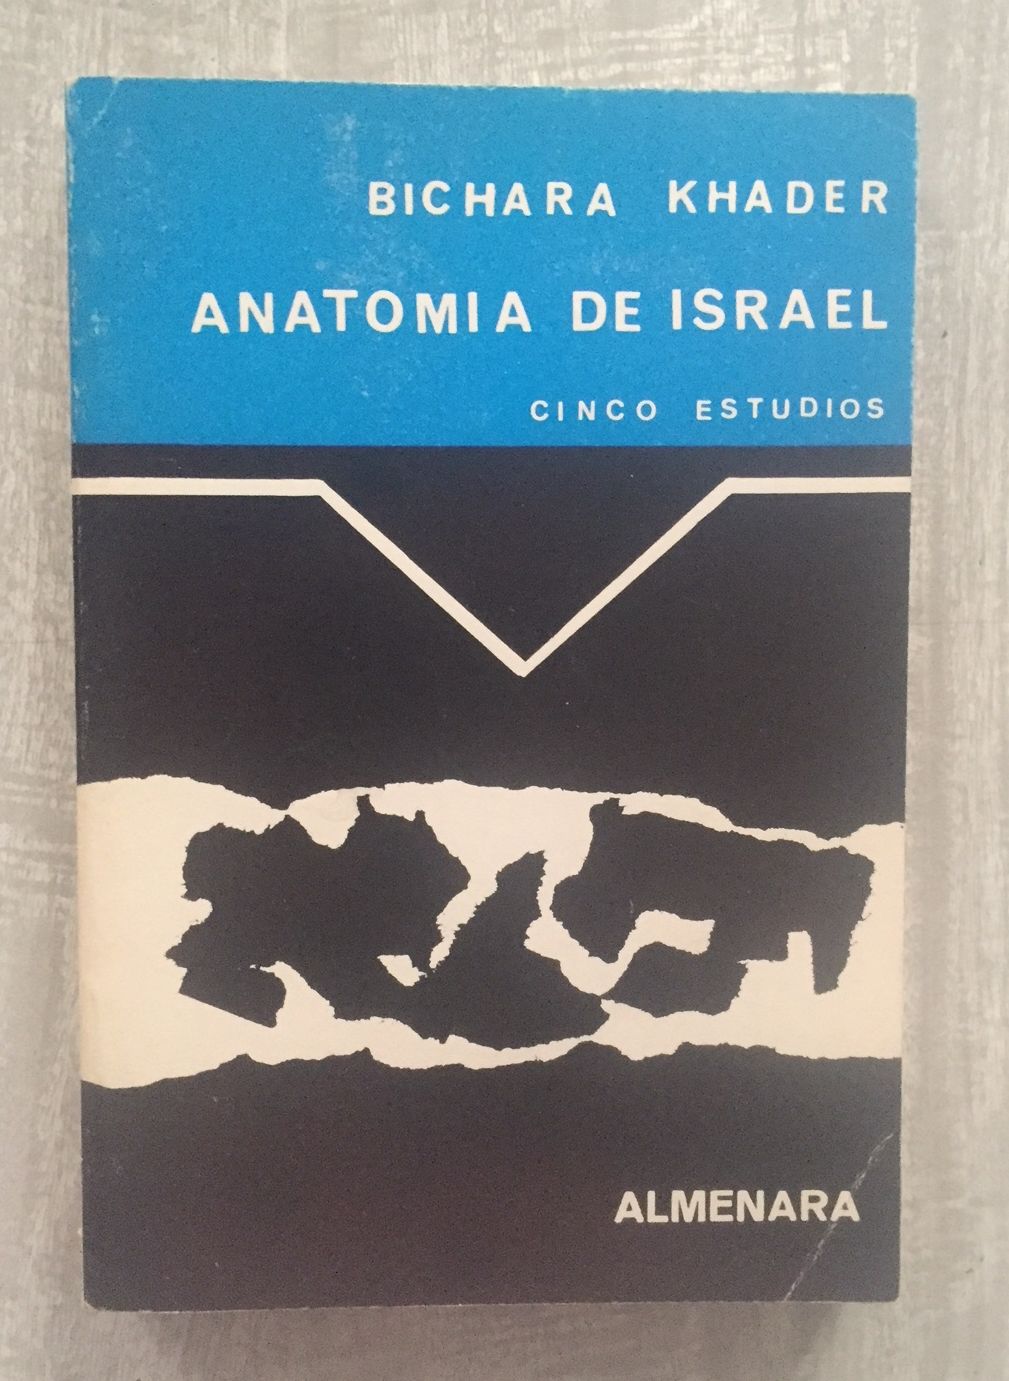 BICHARA KHADER
ANATOMIA DE ISRAEL
CINCO ESTUDIOS
ALMENARA